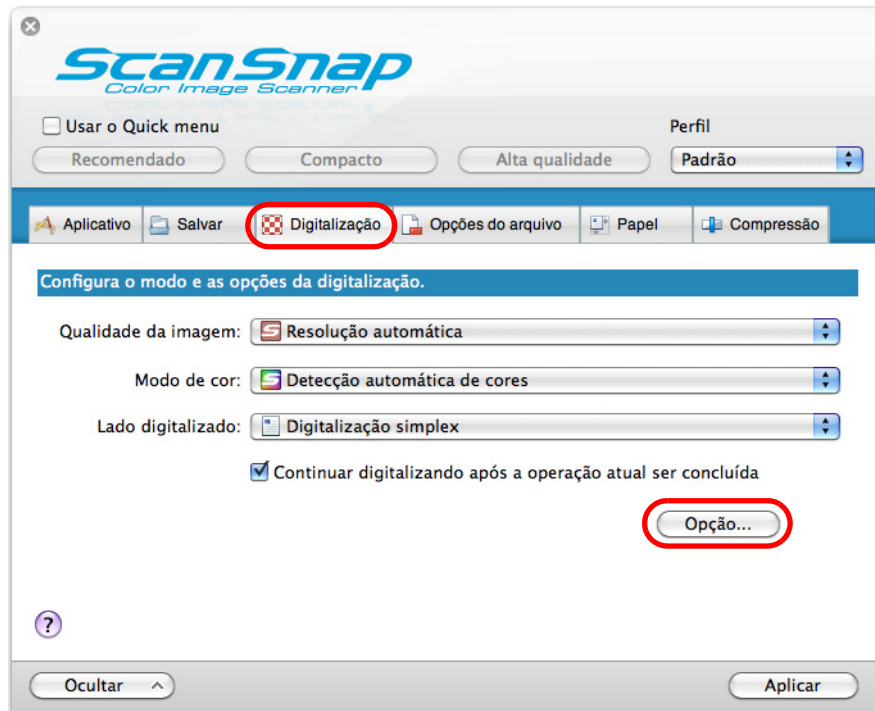 ScanSnap
Color Image Scanner
Usar o Quick menu
Perfil
Recomendado Compacto Alta qualidade Padrão
Aplicativo Salvar Digitalização Opções do arquivo Papel Compressão
Configura o modo e as opções da digitalização.
Qualidade da imagem: Resolução automática
Modo de cor: Detecção automática de cores
Lado digitalizado: Digitalização simplex
Continuar digitalizando após a operação atual ser concluída
Opção...
?
Ocultar Aplicar